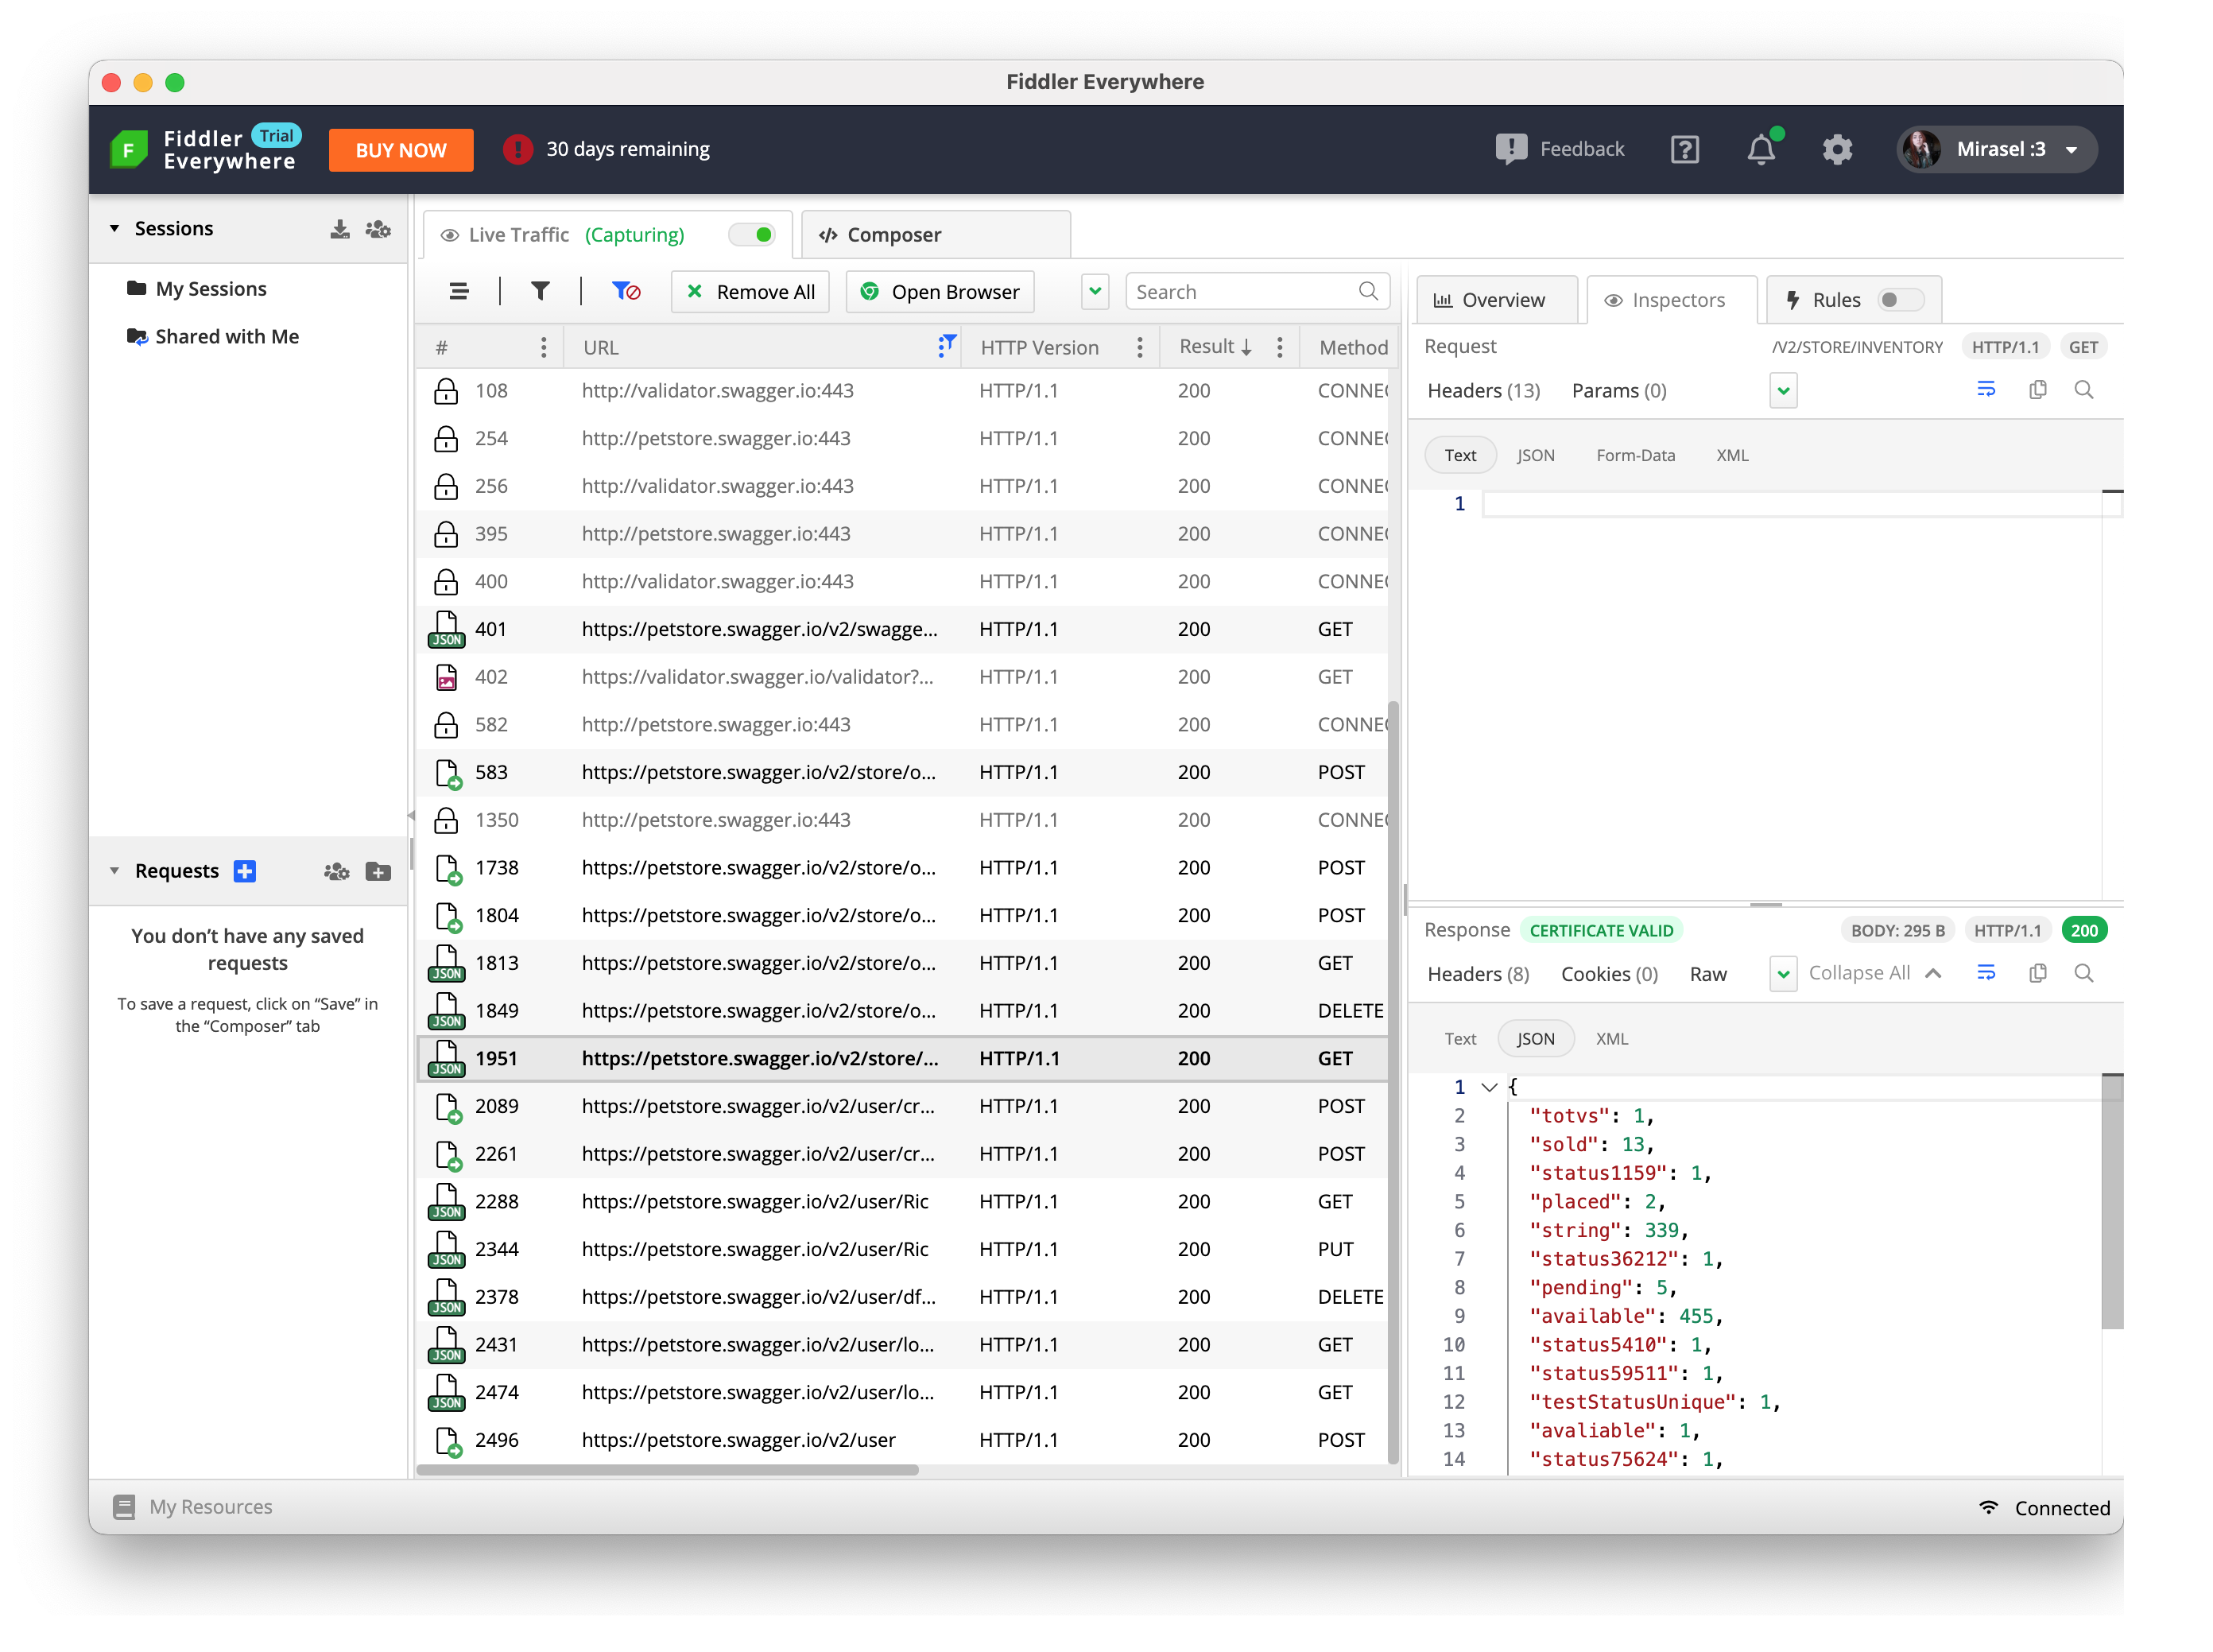 Fiddler Everywhere
Fiddler Trial
Everywhere
BUY NOW
! 30 days remaining
Feedback
?
Mirasel :3
Sessions
My Sessions
Shared with Me
Requests
You don’t have any saved
requests
To save a request, click on “Save” in
the “Composer” tab
Live Traffic (Capturing)
Composer
Remove All
Open Browser
Search
# URL HTTP Version Result Method
108 http://validator.swagger.io:443 HTTP/1.1 200 CONNEC
254 http://petstore.swagger.io:443 HTTP/1.1 200 CONNEC
256 http://validator.swagger.io:443 HTTP/1.1 200 CONNEC
395 http://petstore.swagger.io:443 HTTP/1.1 200 CONNEC
400 http://validator.swagger.io:443 HTTP/1.1 200 CONNEC
JSON 401 https://petstore.swagger.io/v2/swagge... HTTP/1.1 200 GET
402 https://validator.swagger.io/validator?... HTTP/1.1 200 GET
582 http://petstore.swagger.io:443 HTTP/1.1 200 CONNEC
583 https://petstore.swagger.io/v2/store/o... HTTP/1.1 200 POST
1350 http://petstore.swagger.io:443 HTTP/1.1 200 CONNEC
1738 https://petstore.swagger.io/v2/store/o... HTTP/1.1 200 POST
1804 https://petstore.swagger.io/v2/store/o... HTTP/1.1 200 POST
JSON 1813 https://petstore.swagger.io/v2/store/o... HTTP/1.1 200 GET
JSON 1849 https://petstore.swagger.io/v2/store/o... HTTP/1.1 200 DELETE
JSON 1951 https://petstore.swagger.io/v2/store/... HTTP/1.1 200 GET
2089 https://petstore.swagger.io/v2/user/cr... HTTP/1.1 200 POST
2261 https://petstore.swagger.io/v2/user/cr... HTTP/1.1 200 POST
JSON 2288 https://petstore.swagger.io/v2/user/Ric HTTP/1.1 200 GET
JSON 2344 https://petstore.swagger.io/v2/user/Ric HTTP/1.1 200 PUT
JSON 2378 https://petstore.swagger.io/v2/user/df... HTTP/1.1 200 DELETE
JSON 2431 https://petstore.swagger.io/v2/user/lo... HTTP/1.1 200 GET
JSON 2474 https://petstore.swagger.io/v2/user/lo... HTTP/1.1 200 GET
2496 https://petstore.swagger.io/v2/user HTTP/1.1 200 POST
Overview
Inspectors
Rules
Request /V2/STORE/INVENTORY HTTP/1.1 GET
Headers (13) Params (0)
Text JSON Form-Data XML
1
Response CERTIFICATE VALID BODY: 295 B HTTP/1.1 200
Headers (8) Cookies (0) Raw Collapse All
Text JSON XML
1 {
2 "totvs": 1,
3 "sold": 13,
4 "status1159": 1,
5 "placed": 2,
6 "string": 339,
7 "status36212": 1,
8 "pending": 5,
9 "available": 455,
10 "status5410": 1,
11 "status59511": 1,
12 "testStatusUnique": 1,
13 "avaliable": 1,
14 "status75624": 1,
My Resources
Connected